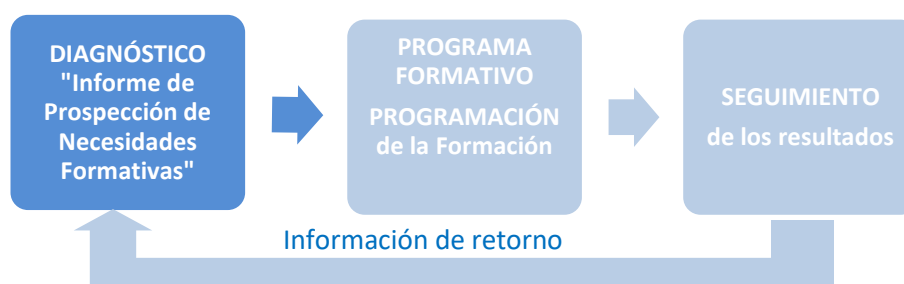 DIAGNÓSTICO
"Informe de
Prospección de
Necesidades
Formativas"
PROGRAMA
FORMATIVO
PROGRAMACIÓN
de la Formación
SEGUIMIENTO
de los resultados
Información de retorno